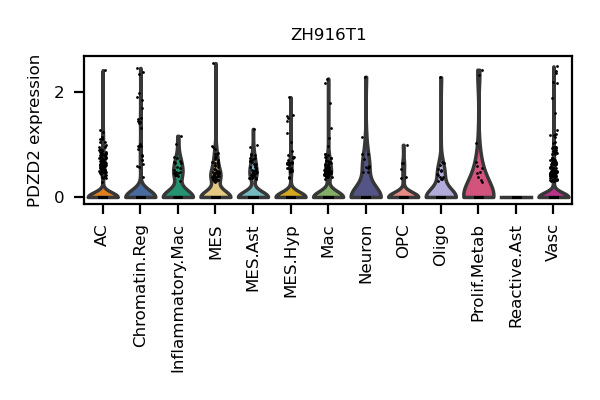 ZH916T1
PDZD2 expression
2
0
AC
Chromatin.Reg
Inflammatory.Mac
MES
MES.Ast
MES.Hyp
Mac
Neuron
OPC
Oligo
Prolif.Metab
Reactive.Ast
Vasc